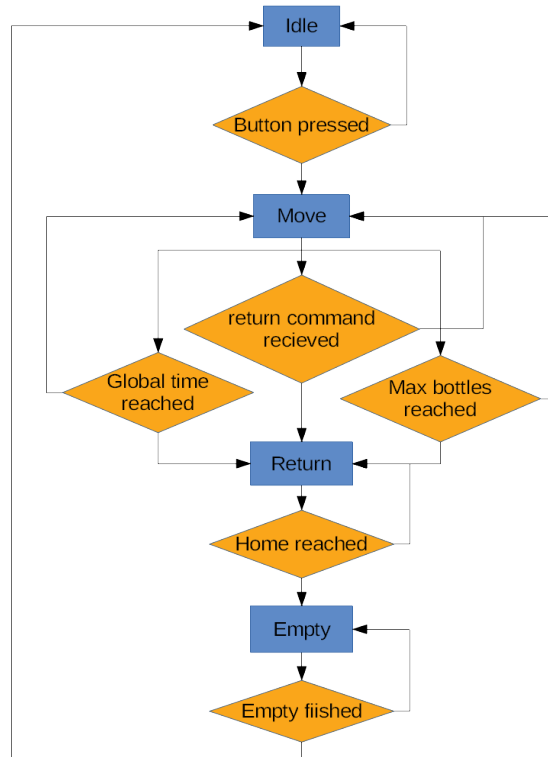 Idle
Button pressed
Move
return command
recieved
Global time
reached
Max bottles
reached
Return
Home reached
Empty
Empty fiished